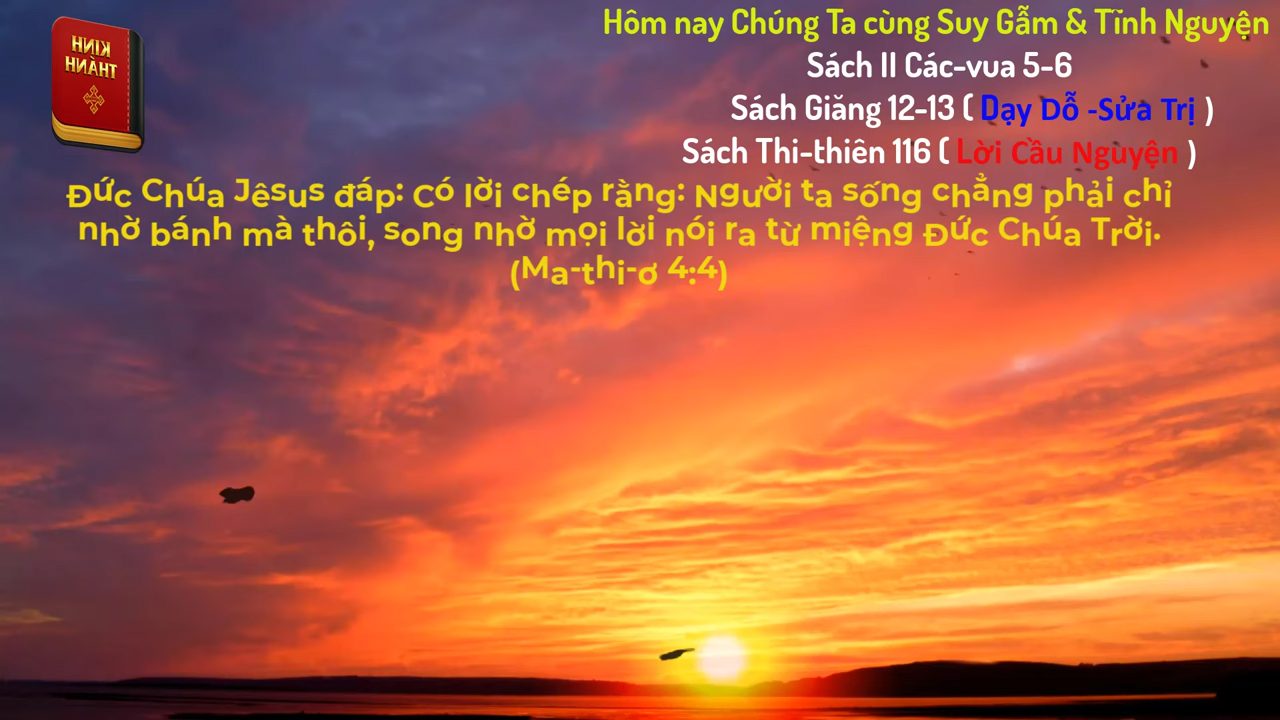 KINH
THÀNH
Hôm nay Chúng Ta cùng Suy Gẫm & Tĩnh Nguyện
Sách II Các-vua 5-6
Sách Giăng 12-13 ( Dạy Dỗ -Sửa Trị )
Sách Thi-thiên 116 ( Lời Cầu Nguyện )
Đức Chúa Jêsus đáp: Có lời chép rằng: Người ta sống chẳng phải chỉ
nhờ bánh mà thôi, song nhờ mọi lời nói ra từ miệng Đức Chúa Trời.
(Ma-thi-ơ 4:4)